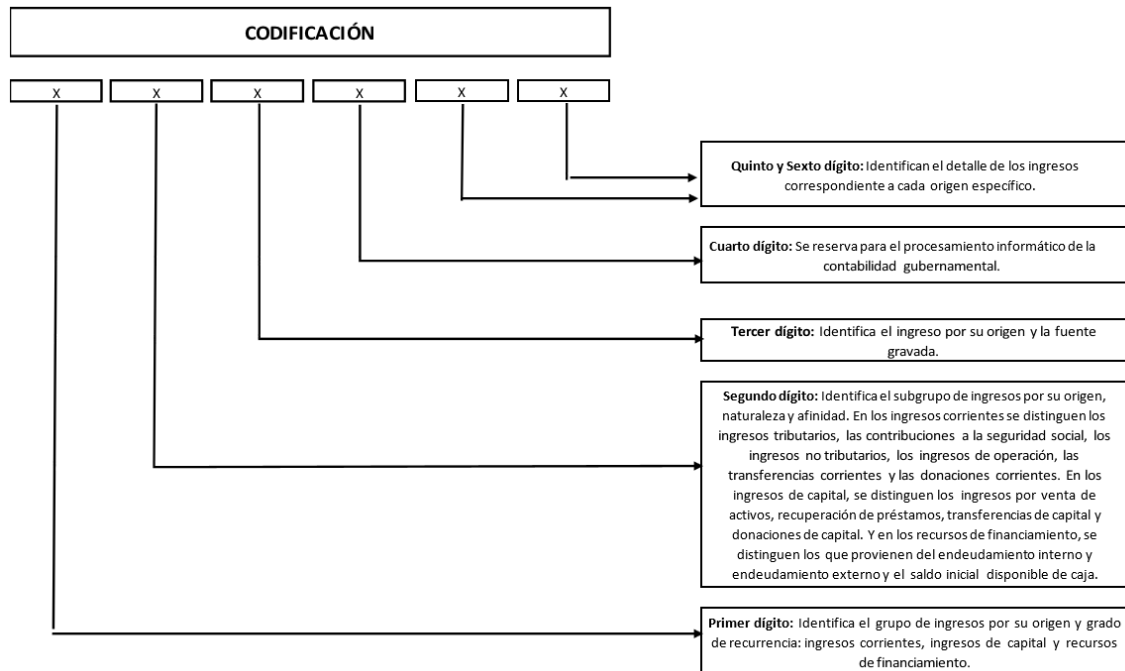 CODIFICACIÓN
X X X X X X
Quinto y Sexto dígito: Identifican el detalle de los ingresos
correspondiente a cada origen específico.
Cuarto dígito: Se reserva para el procesamiento informático de la
contabilidad gubernamental.
Tercer dígito: Identifica el ingreso por su origen y la fuente
gravada.
Segundo dígito: Identifica el subgrupo de ingresos por su origen,
naturaleza y afinidad. En los ingresos corrientes se distinguen los
ingresos tributarios, las contribuciones a la seguridad social, los
ingresos no tributarios, los ingresos de operación, las
transferencias corrientes y las donaciones corrientes. En los
ingresos de capital, se distinguen los ingresos por venta de
activos, recuperación de préstamos, transferencias de capital y
donaciones de capital. Y en los recursos de financiamiento, se
distinguen los que provienen del endeudamiento interno y
endeudamiento externo y el saldo inicial disponible de caja.
Primer dígito: Identifica el grupo de ingresos por su origen y grado
de recurrencia: ingresos corrientes, ingresos de capital y recursos
de financiamiento.